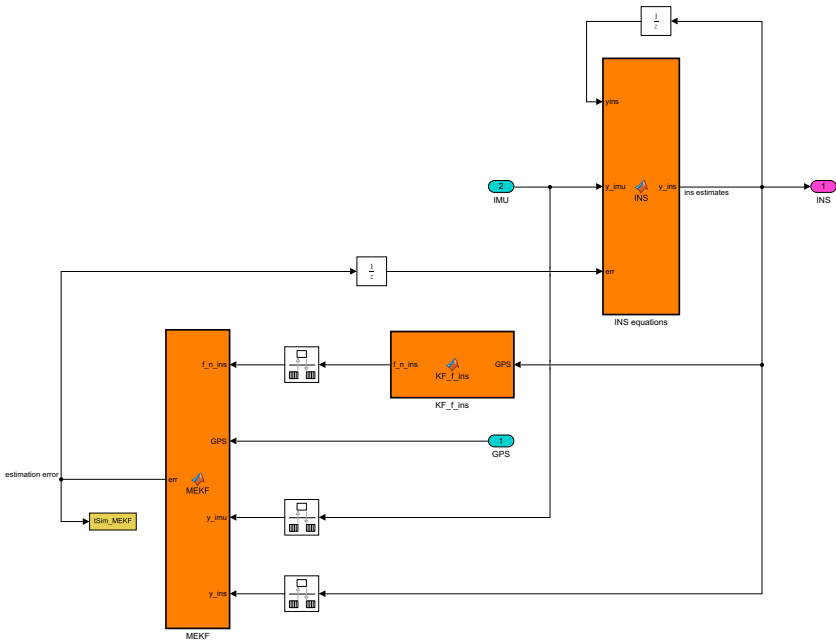 1
z
yins
2
IMU
y_imu
INS
y_ins
ins estimates
1
INS
1
z
err
INS equations
f_n_ins
f_n_ins
KF_f_ins
GPS
KF_f_ins
GPS
1
GPS
estimation error
err
MEKF
tSim_MEKF
y_imu
y_ins
MEKF